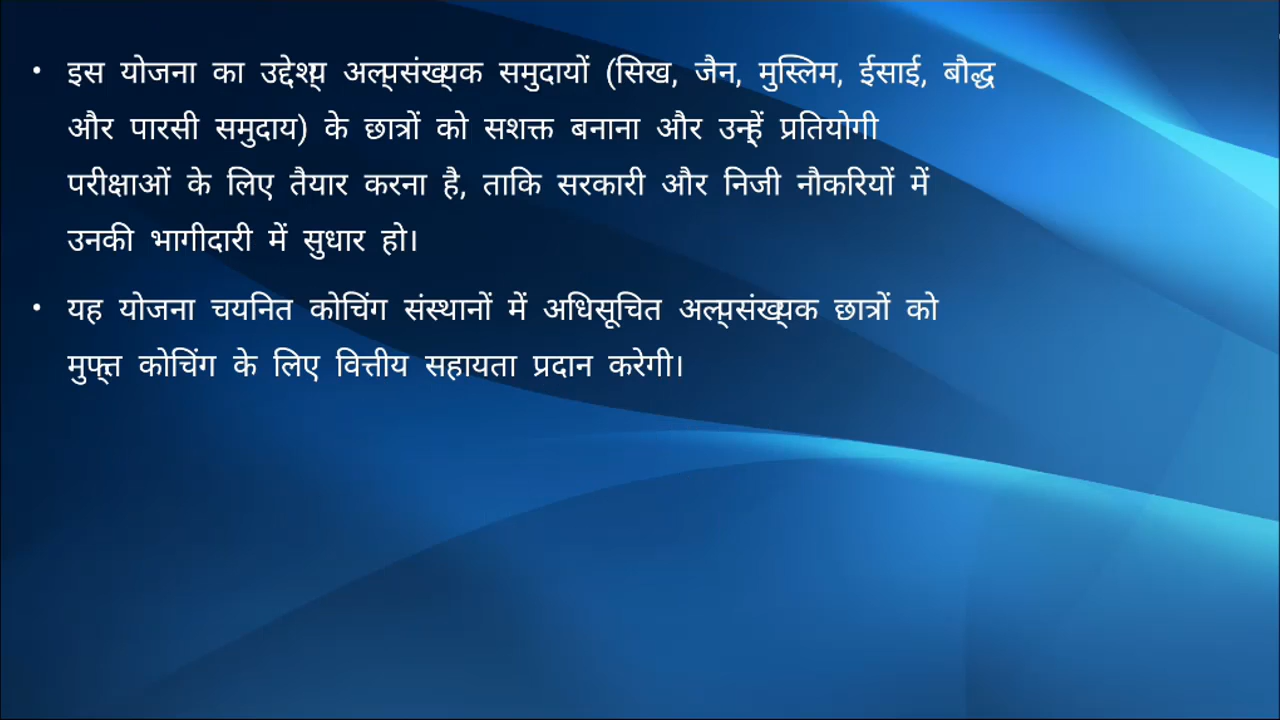 • इस योजना का उद्देश्य अल्पसंख्यक समुदायों (सिख, जैन, मुस्लिम, ईसाई, बौद्ध
और पारसी समुदाय) के छात्रों को सशक्त बनाना और उन्हें प्रतियोगी
परीक्षाओं के लिए तैयार करना है, ताकि सरकारी और निजी नौकरियों में
उनकी भागीदारी में सुधार हो।
• यह योजना चयनित कोचिंग संस्थानों में अधिसूचित अल्पसंख्यक छात्रों को
मुफ्त कोचिंग के लिए वित्तीय सहायता प्रदान करेगी।